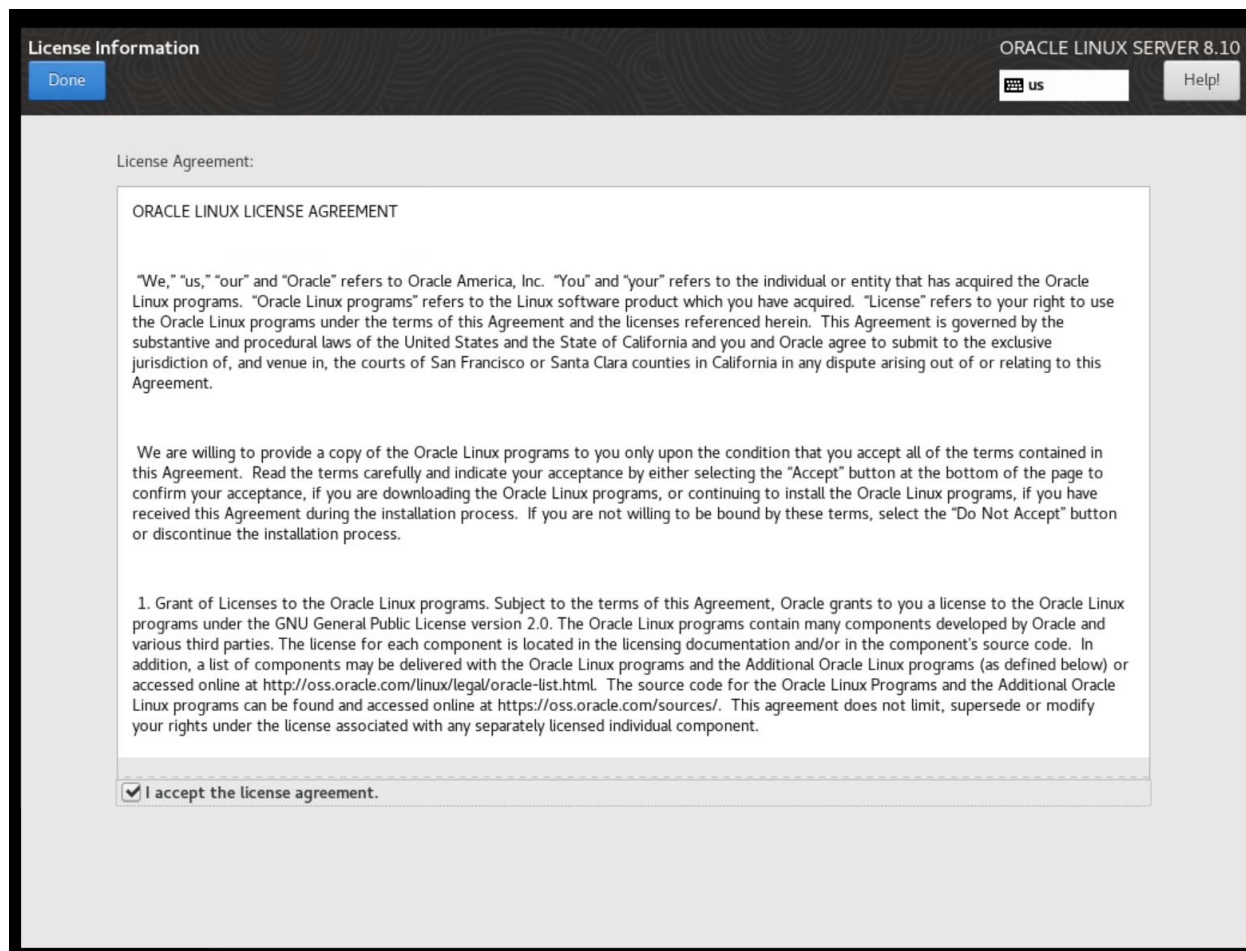 License Information
ORACLE LINUX SERVER 8.10
Done
us
Help!
License Agreement:
ORACLE LINUX LICENSE AGREEMENT
“We,” “us,” “our” and “Oracle” refers to Oracle America, Inc.  “You” and “your” refers to the individual or entity that has acquired the Oracle
Linux programs.  “Oracle Linux programs” refers to the Linux software product which you have acquired.  “License” refers to your right to use
the Oracle Linux programs under the terms of this Agreement and the licenses referenced herein.  This Agreement is governed by the
substantive and procedural laws of the United States and the State of California and you and Oracle agree to submit to the exclusive
jurisdiction of, and venue in, the courts of San Francisco or Santa Clara counties in California in any dispute arising out of or relating to this
Agreement.
We are willing to provide a copy of the Oracle Linux programs to you only upon the condition that you accept all of the terms contained in
this Agreement.  Read the terms carefully and indicate your acceptance by either selecting the “Accept” button at the bottom of the page to
confirm your acceptance, if you are downloading the Oracle Linux programs, or continuing to install the Oracle Linux programs, if you have
received this Agreement during the installation process.  If you are not willing to be bound by these terms, select the “Do Not Accept” button
or discontinue the installation process.
1. Grant of Licenses to the Oracle Linux programs. Subject to the terms of this Agreement, Oracle grants to you a license to the Oracle Linux
programs under the GNU General Public License version 2.0. The Oracle Linux programs contain many components developed by Oracle and
various third parties. The license for each component is located in the licensing documentation and/or in the component's source code.  In
addition, a list of components may be delivered with the Oracle Linux programs and the Additional Oracle Linux programs (as defined below) or
accessed online at http://oss.oracle.com/linux/legal/oracle-list.html.  The source code for the Oracle Linux Programs and the Additional Oracle
Linux programs can be found and accessed online at https://oss.oracle.com/sources/.  This agreement does not limit, supersede or modify
your rights under the license associated with any separately licensed individual component.
I accept the license agreement.